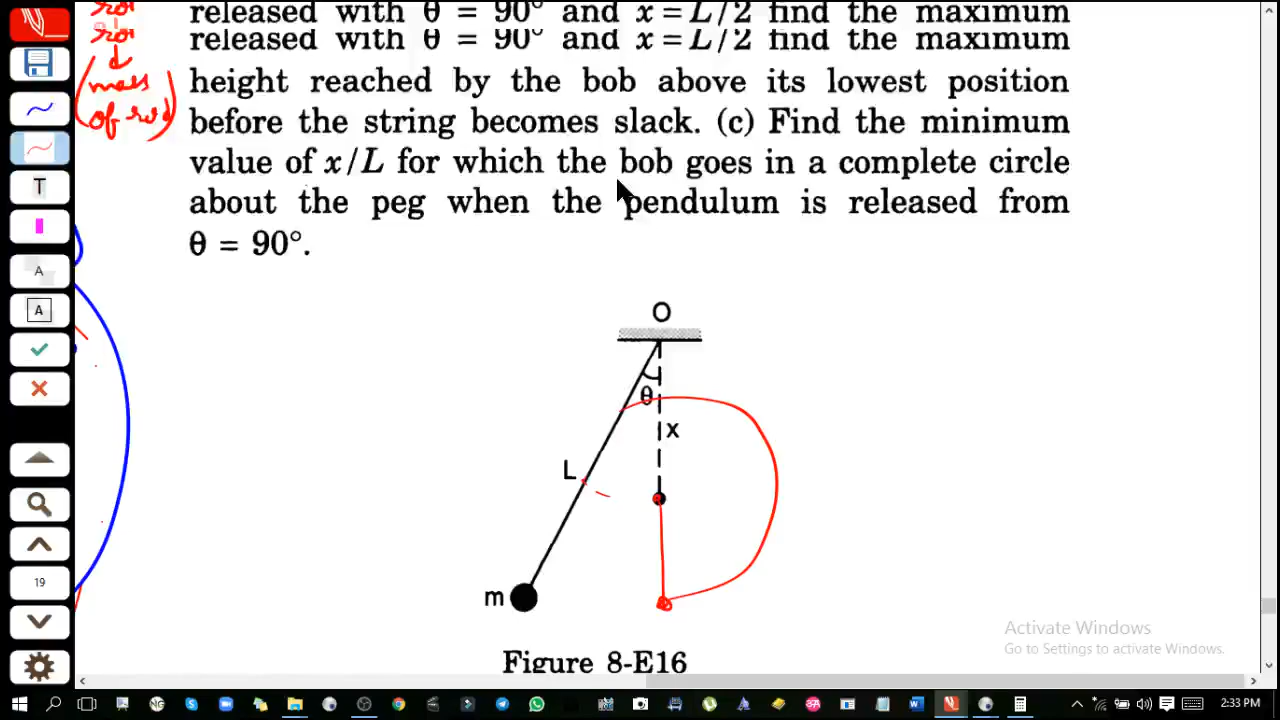 released with θ = 90° and x = L/2 find the maximum
released with θ = 90° and x = L/2 find the maximum
height reached by the bob above its lowest position
before the string becomes slack. (c) Find the minimum
value of x/L for which the bob goes in a complete circle
about the peg when the pendulum is released from
θ = 90°.
mass
of rod
T
A
A
19
O
θ
x
L
m
Figure 8-E16
Activate Windows
Go to Settings to activate Windows.
2:33 PM